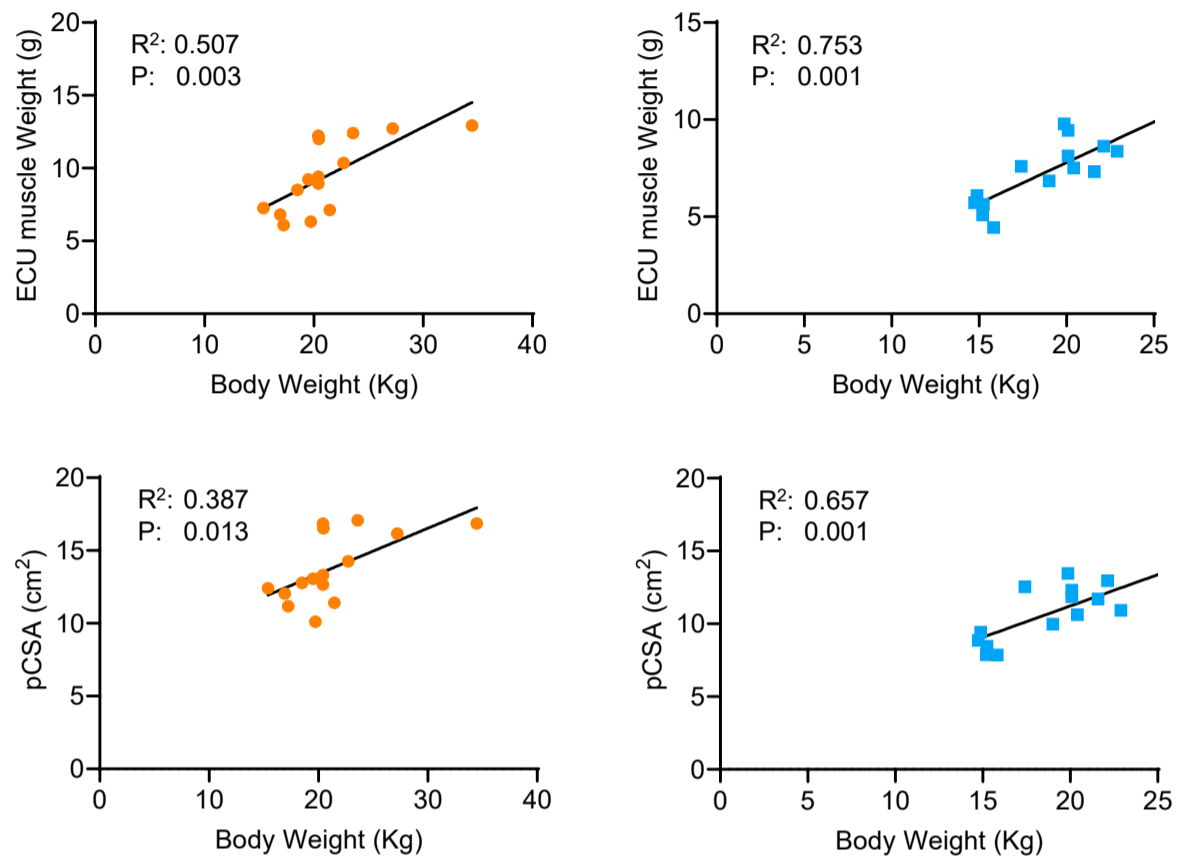 R²: 0.507
P: 0.003
ECU muscle Weight (g)
20
15
10
5
0
0 10 20 30 40
Body Weight (Kg)
R²: 0.753
P: 0.001
ECU muscle Weight (g)
15
10
5
0
0 5 10 15 20 25
Body Weight (Kg)
R²: 0.387
P: 0.013
pCSA (cm²)
20
15
10
5
0
0 10 20 30 40
Body Weight (Kg)
R²: 0.657
P: 0.001
pCSA (cm²)
20
15
10
5
0
0 5 10 15 20 25
Body Weight (Kg)